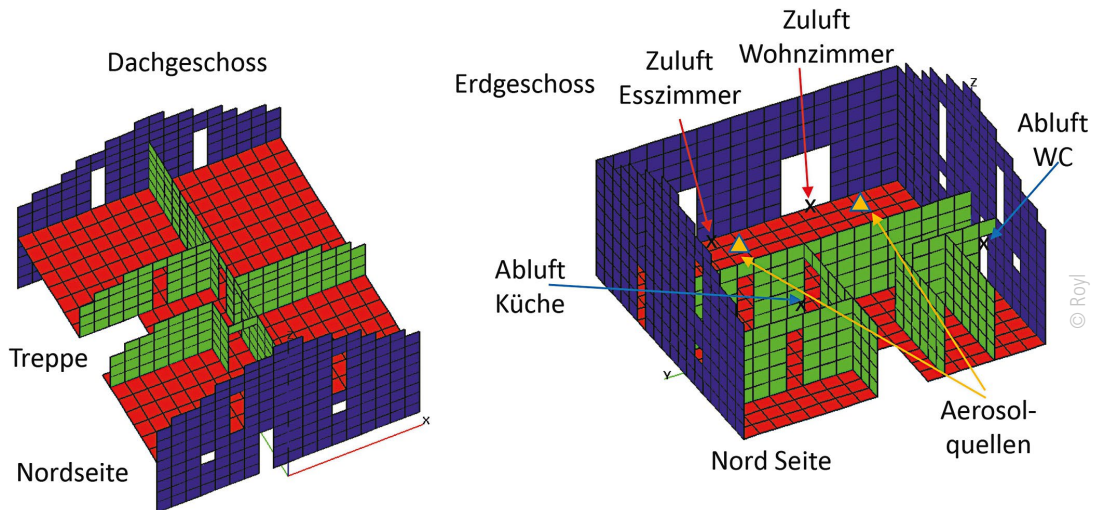 Dachgeschoss
Treppe
Nordseite
x
Erdgeschoss
Zuluft
Esszimmer
Zuluft
Wohnzimmer
Z
Abluft
WC
X
X
X
X
Abluft
Küche
Y
Aerosol-
quellen
Nord Seite
© Royl